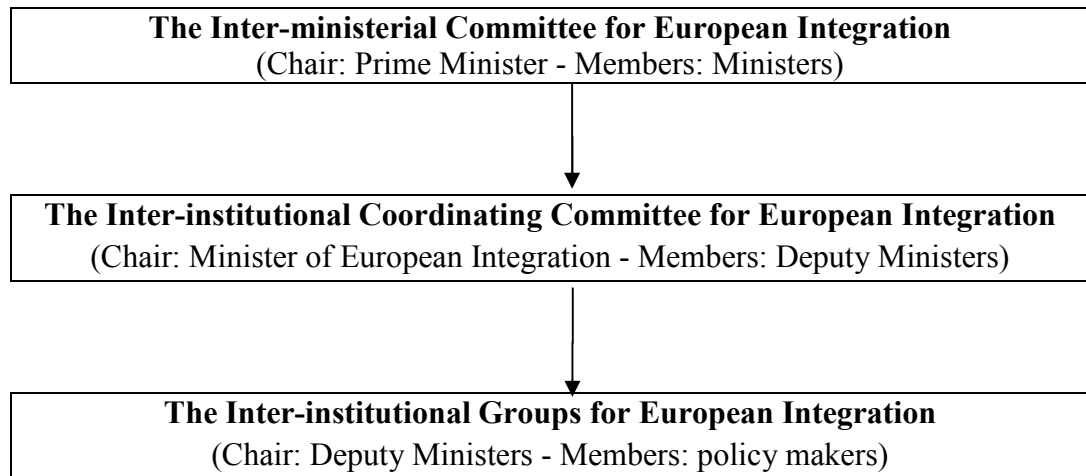 The Inter-ministerial Committee for European Integration
(Chair: Prime Minister - Members: Ministers)
The Inter-institutional Coordinating Committee for European Integration
(Chair: Minister of European Integration - Members: Deputy Ministers)
The Inter-institutional Groups for European Integration
(Chair: Deputy Ministers - Members: policy makers)